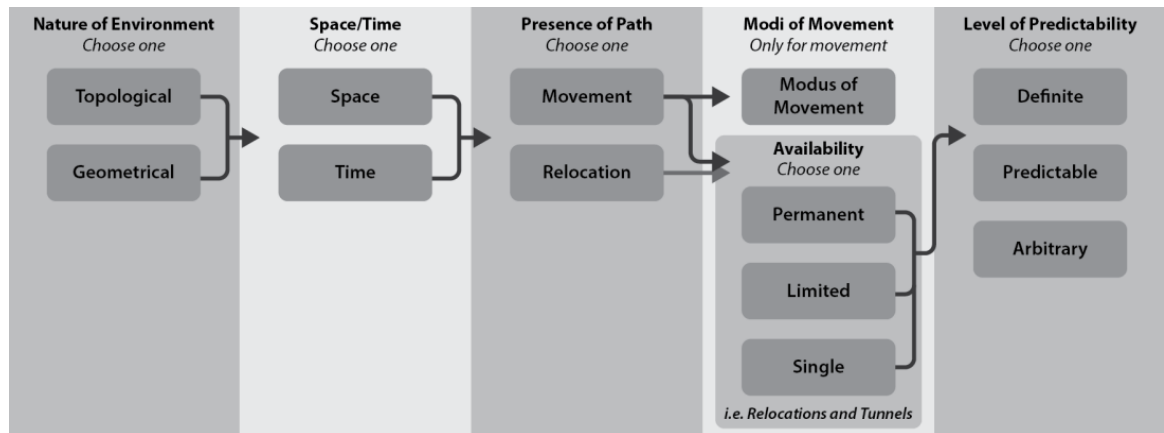 Nature of Environment
Choose one
Topological
Geometrical
Space/Time
Choose one
Space
Time
Presence of Path
Choose one
Movement
Relocation
Modi of Movement
Only for movement
Modus of
Movement
Availability
Choose one
Permanent
Limited
Single
i.e. Relocations and Tunnels
Level of Predictability
Choose one
Definite
Predictable
Arbitrary